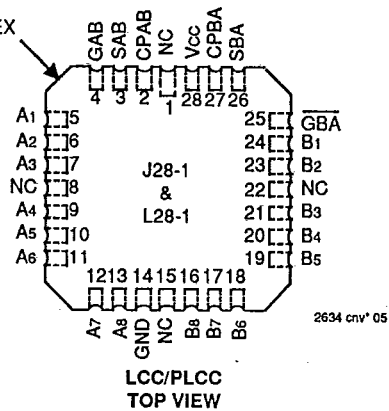 EX
GAB SAB CPAB NC Vcc CPBA SBA
4 3 2 1 28 27 26
A1 5 25 GBA
A2 6 24 B1
A3 7 23 B2
NC 8 22 NC
A4 9 21 B3
A5 10 20 B4
A6 11 19 B5
J28-1
&
L28-1
12 13 14 15 16 17 18
A7 A8 GND NC B8 B7 B6
2634 cnv* 05
LCC/PLCC
TOP VIEW